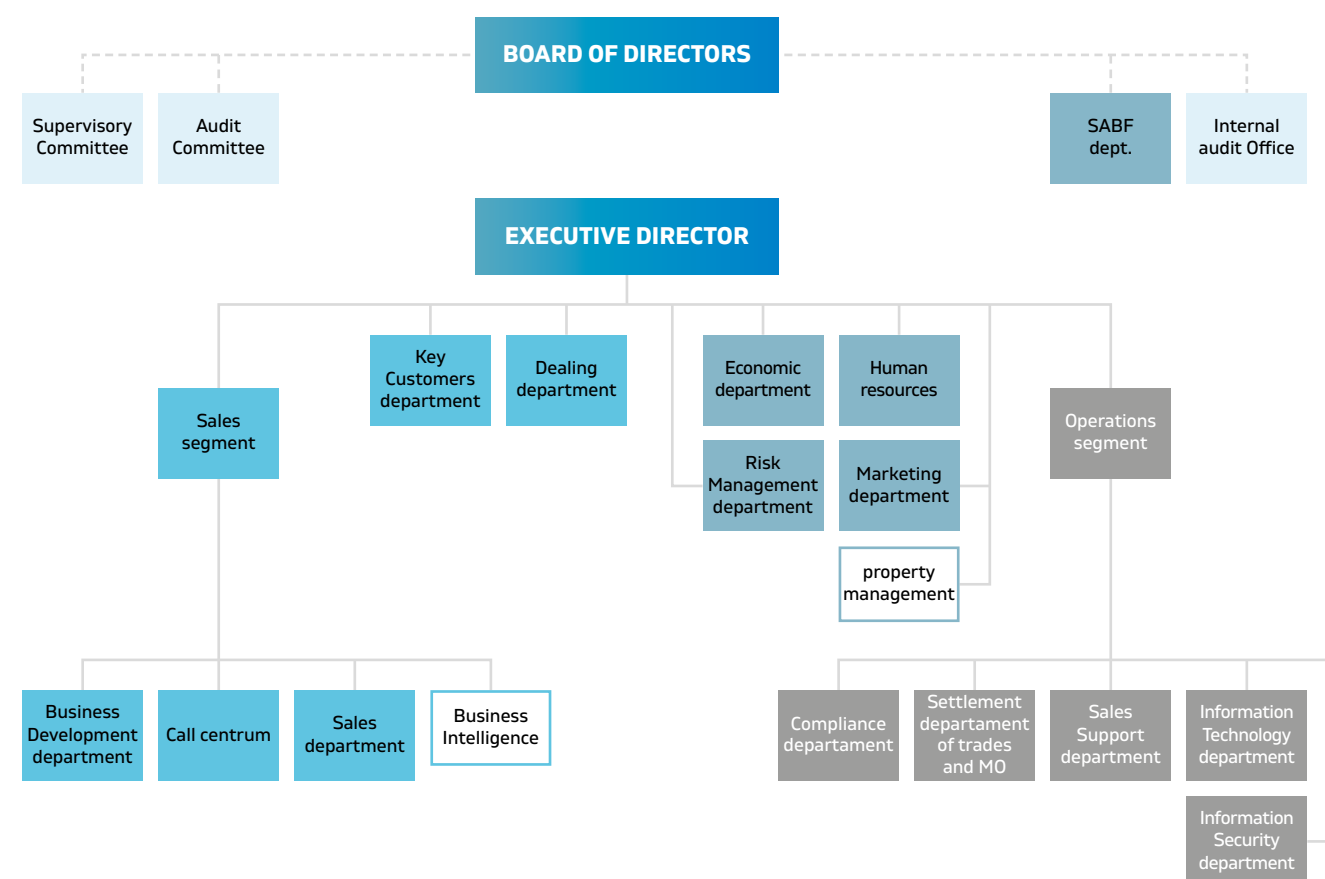 BOARD OF DIRECTORS
Supervisory
Committee
Audit
Committee
SABF
dept.
Internal
audit Office
EXECUTIVE DIRECTOR
Key
Customers
department
Dealing
department
Economic
department
Human
resources
Sales
segment
Operations
segment
Risk
Management
department
Marketing
department
property
management
Business
Development
department
Call centrum
Sales
department
Business
Intelligence
Compliance
departament
Settlement
departament
of trades
and MO
Sales
Support
department
Information
Technology
department
Information
Security
department